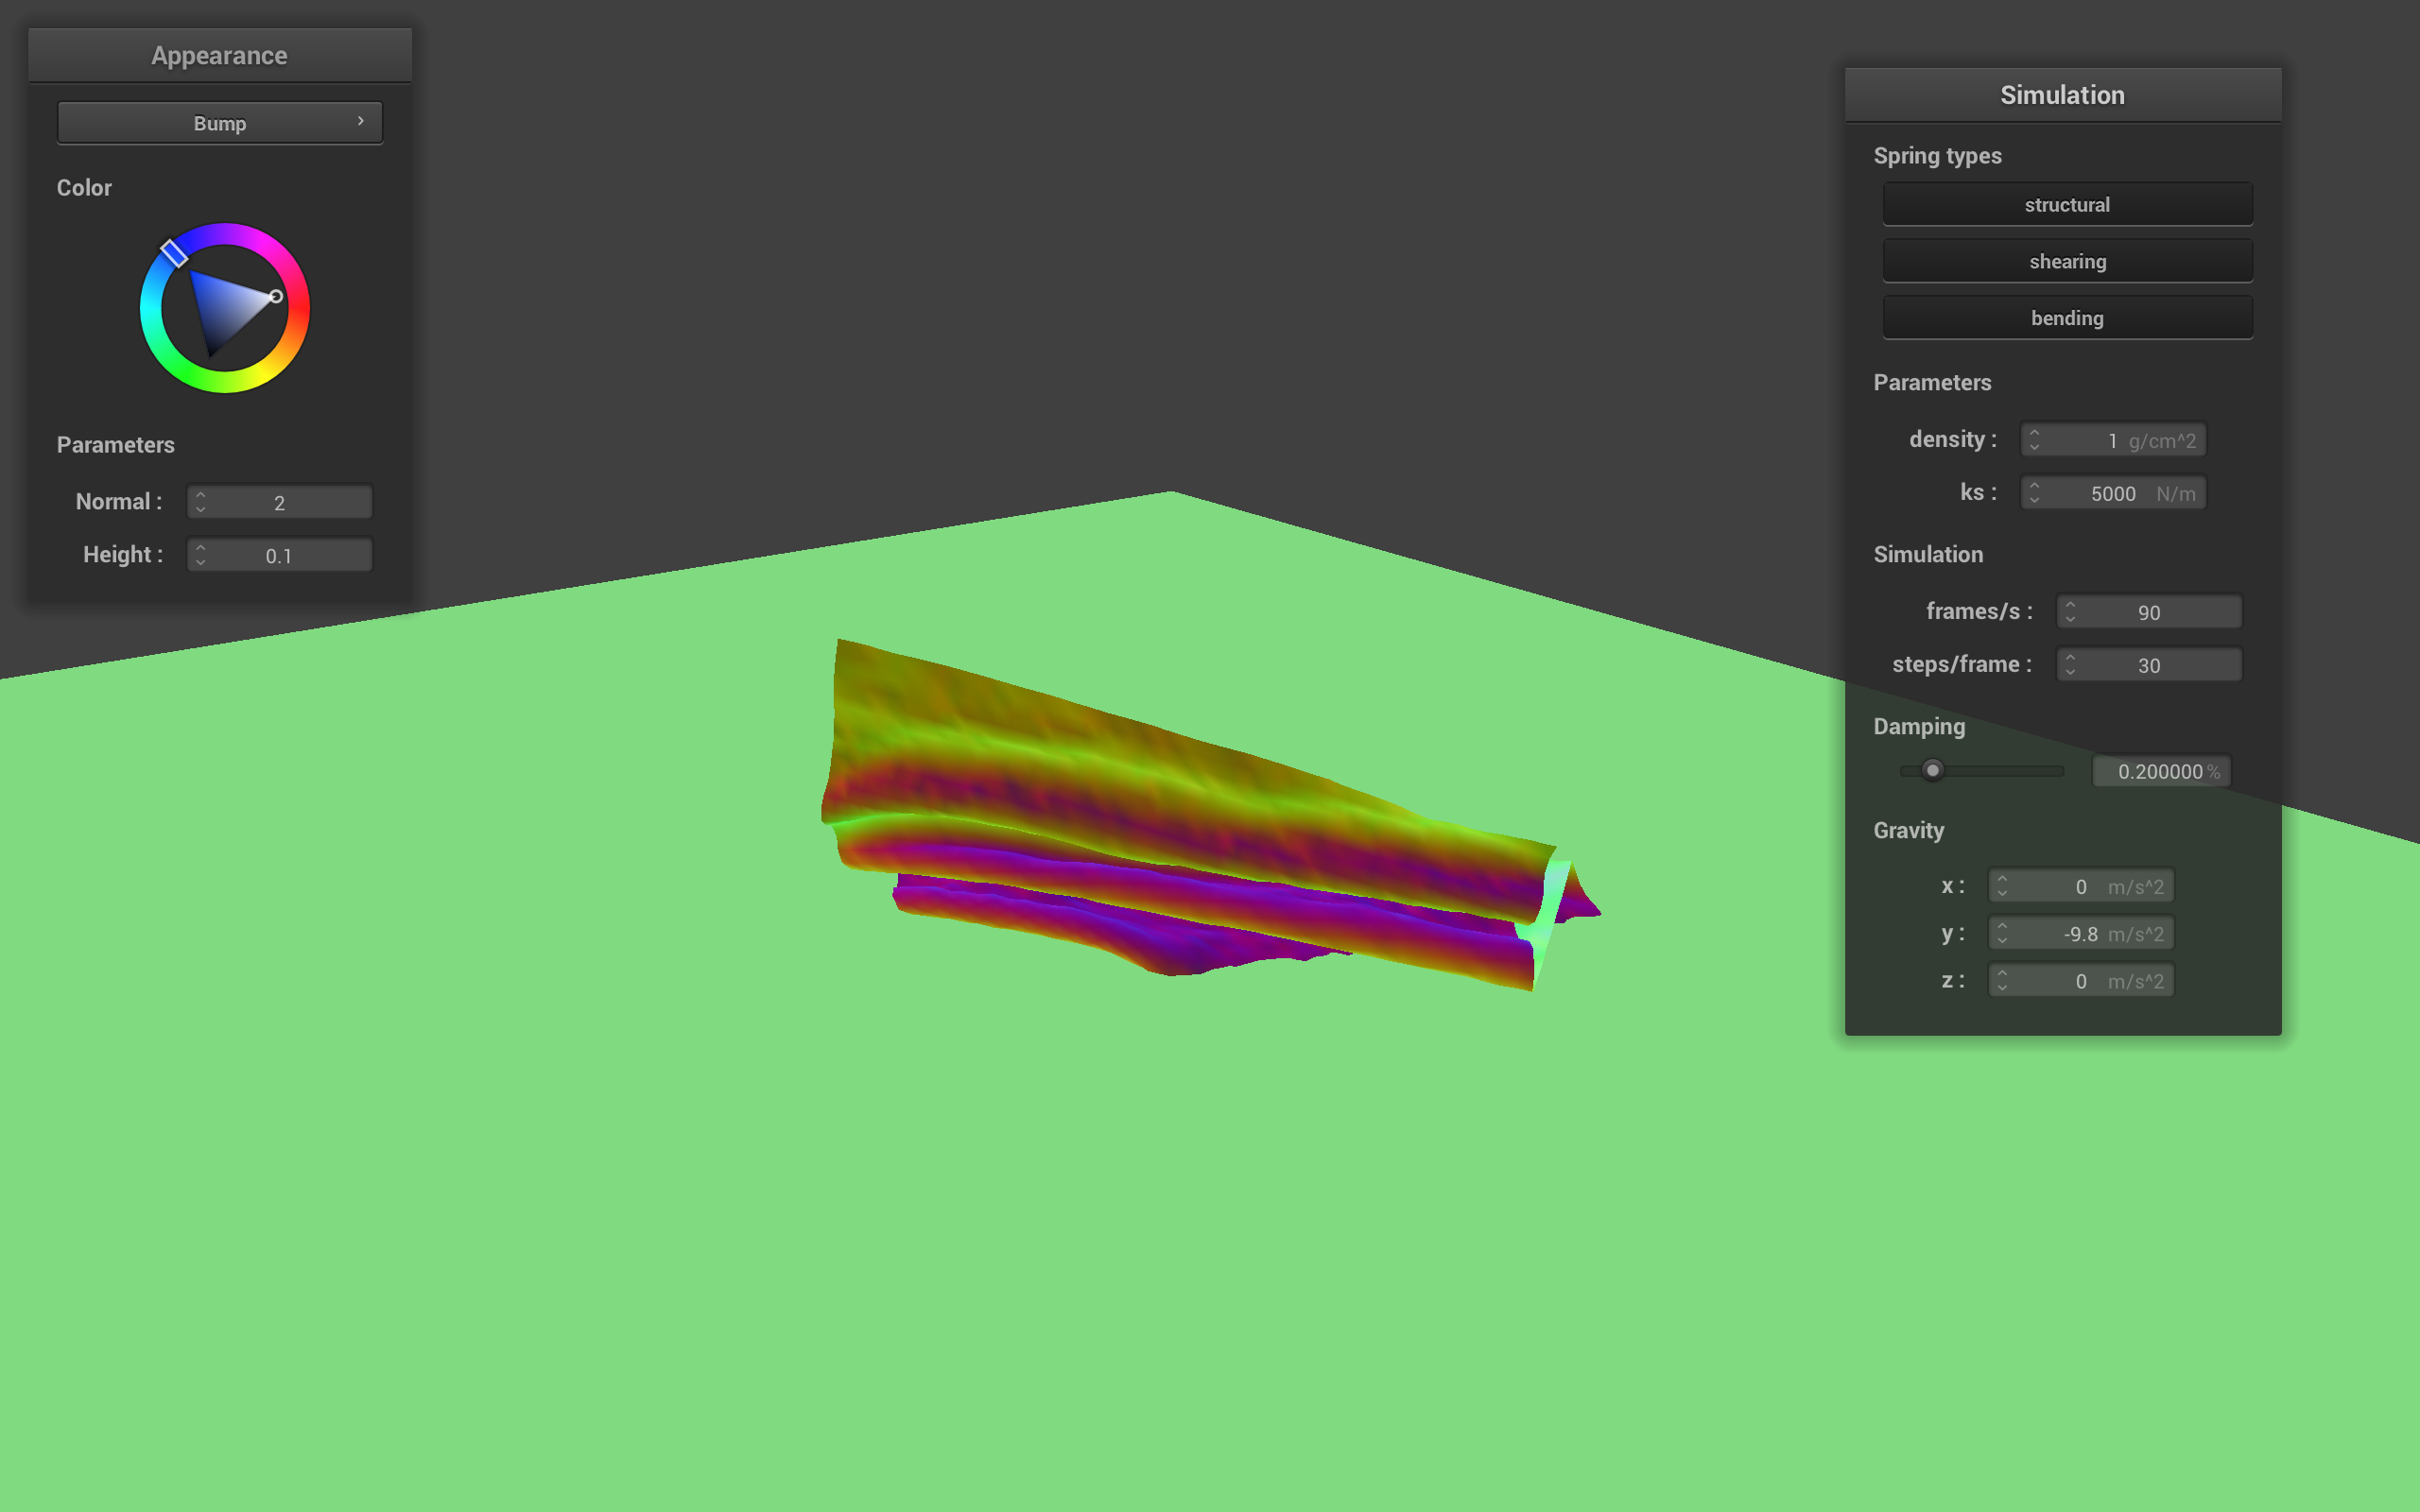 Appearance
Bump
Color
Parameters
Normal : 2
Height : 0.1
Simulation
Spring types
structural
shearing
bending
Parameters
density : 1 g/cm^2
ks : 5000 N/m
Simulation
frames/s : 90
steps/frame : 30
Damping
0.200000 %
Gravity
x : 0 m/s^2
y : -9.8 m/s^2
z : 0 m/s^2